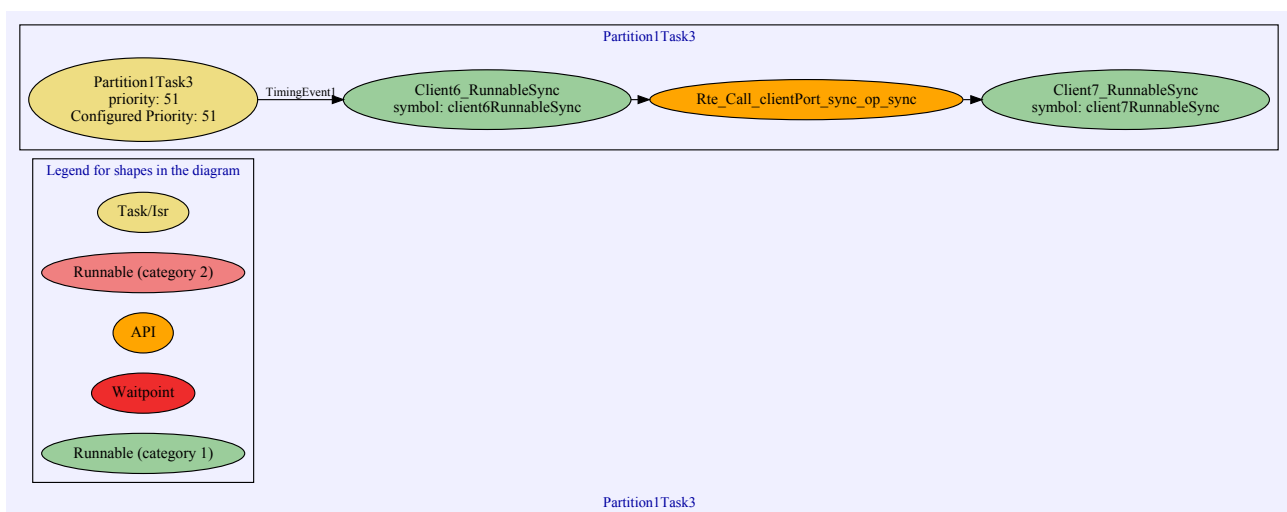 Partition1Task3
Partition1Task3
priority: 51
Configured Priority: 51
TimingEvent1
Client6_RunnableSync
symbol: client6RunnableSync
Rte_Call_clientPort_sync_op_sync
Client7_RunnableSync
symbol: client7RunnableSync
Legend for shapes in the diagram
Task/Isr
Runnable (category 2)
API
Waitpoint
Runnable (category 1)
Partition1Task3